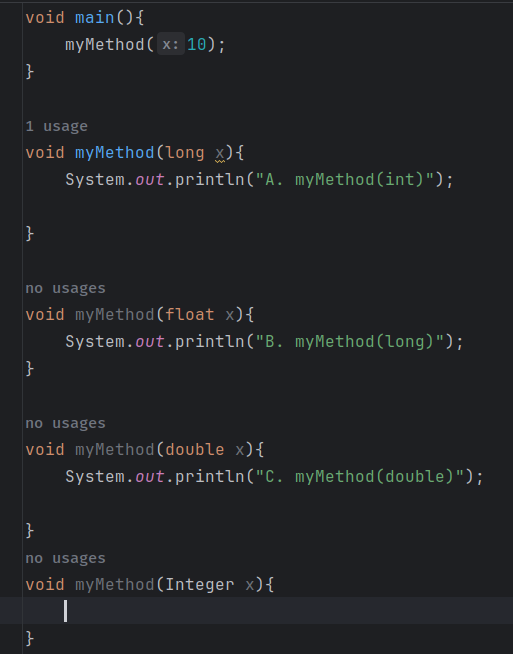 void main(){
    myMethod( x: 10);
}
1 usage
void myMethod(long x){
    System.out.println("A. myMethod(int)");
}
no usages
void myMethod(float x){
    System.out.println("B. myMethod(long)");
}
no usages
void myMethod(double x){
    System.out.println("C. myMethod(double)");
}
no usages
void myMethod(Integer x){
}